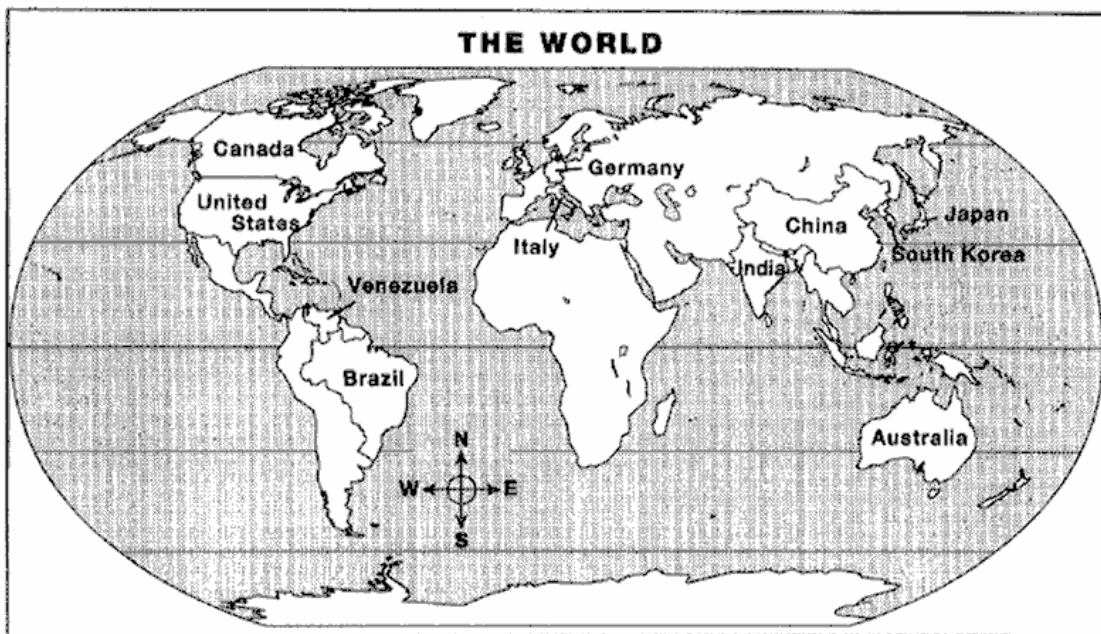 THE WORLD
Canada
United
States
Venezuela
Brazil
Germany
Italy
China
India
Japan
South Korea
Australia
N
W E
S